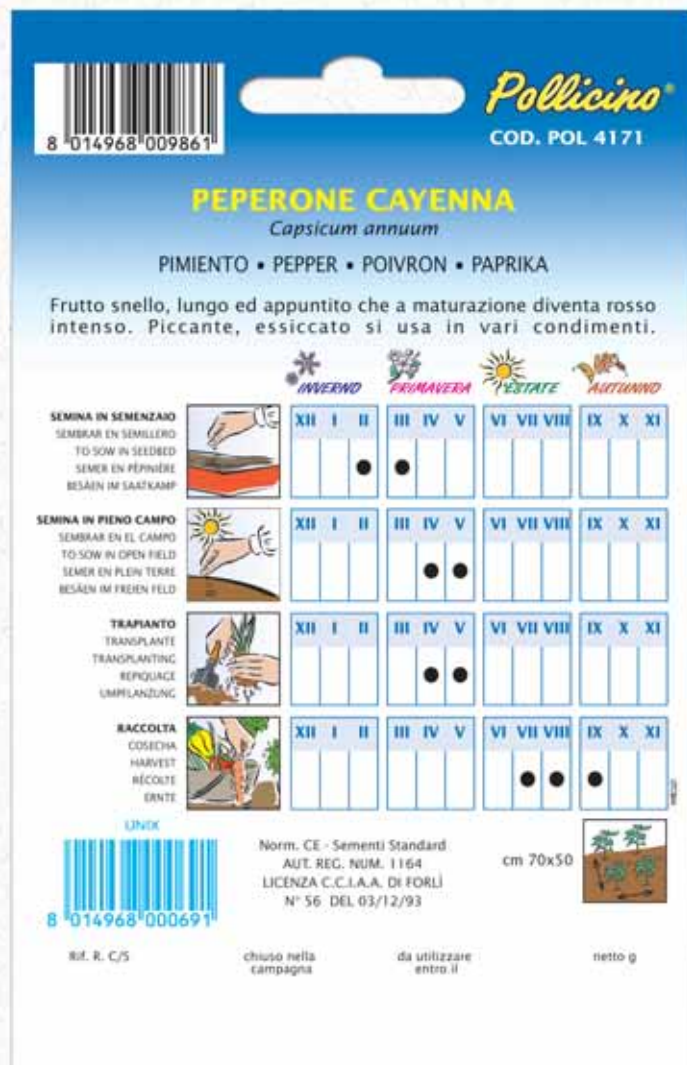 Pollicino®
8 014968 009861
COD. POL 4171
PEPERONE CAYENNA
Capsicum annuum
PIMIENTO • PEPPER • POIVRON • PAPRIKA
Frutto snello, lungo ed appuntito che a maturazione diventa rosso
intenso. Piccante, essiccato si usa in vari condimenti.
INVERNO PRIMAVERA ESTATE AUTUNNO
SEMINA IN SEMENZAIO
SEMBRAR EN SEMILLERO
TO SOW IN SEEDBED
SEMER EN PÈPINIÈRE
BESÄEN IM SAATKAMP
XII I II III IV V VI VII VIII IX X XI
SEMINA IN PIENO CAMPO
SEMBRAR EN EL CAMPO
TO SOW IN OPEN FIELD
SEMER EN PLEIN TERRE
BESÄEN IM FREIEN FELD
XII I II III IV V VI VII VIII IX X XI
TRAPIANTO
TRANSPLANTE
TRANSPLANTING
REPIQUAGE
UMPFLANZUNG
XII I II III IV V VI VII VIII IX X XI
RACCOLTA
COSECHA
HARVEST
RÉCOLTE
ERNTE
XII I II III IV V VI VII VIII IX X XI
UNIX
8 014968 000691
Norm. CE - Sementi Standard
AUT. REG. NUM. 1164
LICENZA C.C.I.A.A. DI FORLÌ
N° 56 DEL 03/12/93
cm 70x50
Rif. R. C/S
chiuso nella
campagna
da utilizzare
entro il
netto g